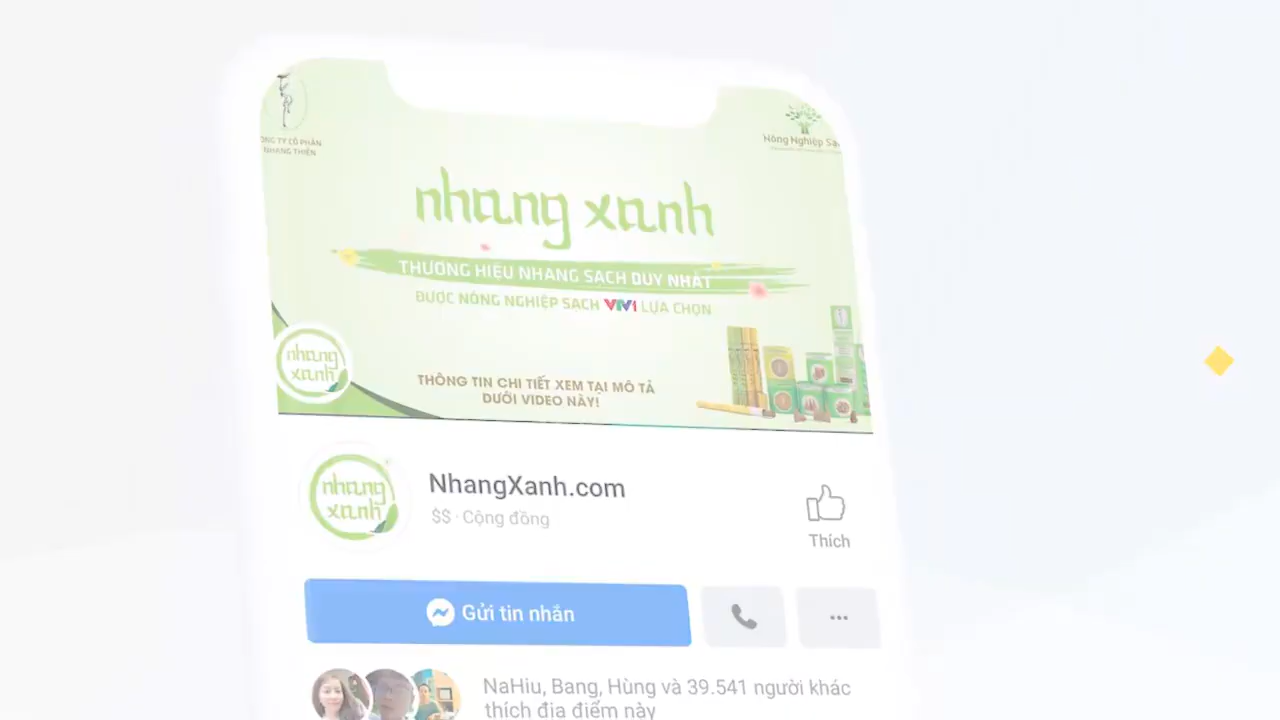 ÔNG TY CỔ PHẦN
NHANG THIỀN
Nông Nghiệp Sạ
nhang xanh
THƯƠNG HIỆU NHANG SẠCH DUY NHẤT
ĐƯỢC NÔNG NGHIỆP SẠCH VTV1 LỰA CHỌN
nhang
xanh
THÔNG TIN CHI TIẾT XEM TẠI MÔ TẢ
DƯỚI VIDEO NÀY!
nhang
xanh
NhangXanh.com
$$ · Cộng đồng
Thích
Gửi tin nhắn
NaHiu, Bang, Hùng và 39.541 người khác
thích địa điểm này